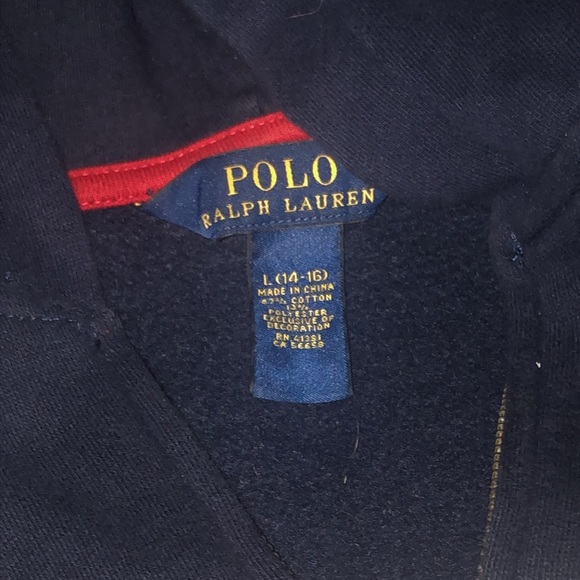 POLO
RALPH LAUREN
L (14-16)
MADE IN CHINA
87% COTTON
13%
POLYESTER
EXCLUSIVE OF
DECORATION
RN 41381
CA 56658